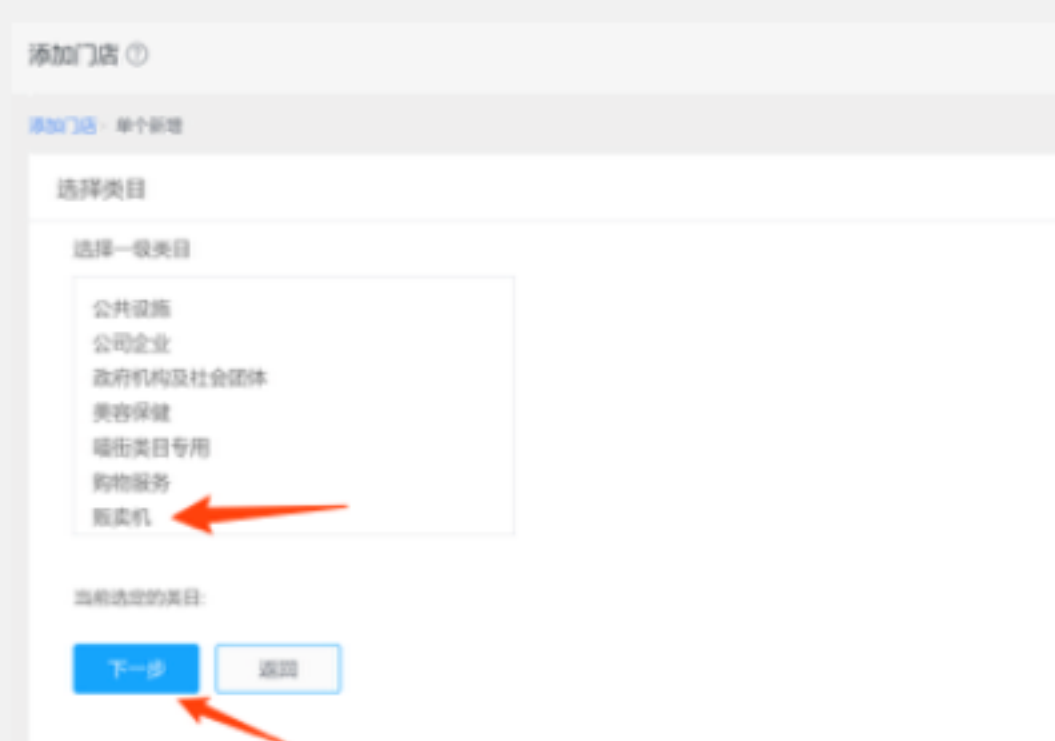 添加门店
添加门店 - 单个新增
选择类目
选择一级类目
公共设施
公司企业
政府机构及社会团体
美容保健
喵街类目专用
购物服务
贩卖机
当前选定的类目:
下一步 返回